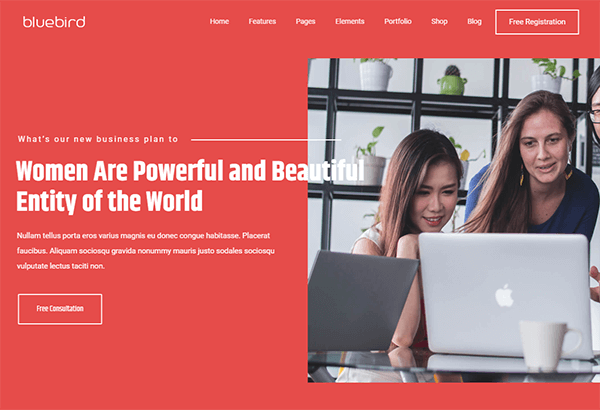 bluebird
Home Features Pages Elements Portfolio Shop Blog Free Registration
What's our new business plan to
Women Are Powerful and Beautiful
Entity of the World
Nullam tellus porta eros varius magnis eu donec congue habitasse. Placerat
faucibus. Aliquam sociosqu gravida nonummy mauris justo sodales sociosqu
vulputate lectus taciti non.
Free Consultation